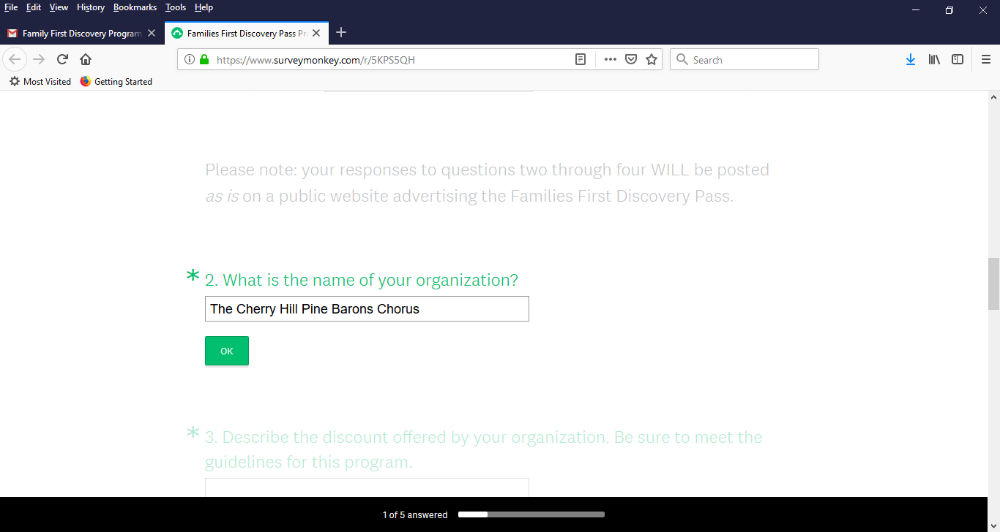 File Edit View History Bookmarks Tools Help
Family First Discovery Program
Families First Discovery Pass Pr
https://www.surveymonkey.com/r/5KPS5QH
Search
Most Visited Getting Started
Please note: your responses to questions two through four WILL be posted
as is on a public website advertising the Families First Discovery Pass.
* 2. What is the name of your organization?
The Cherry Hill Pine Barons Chorus
OK
* 3. Describe the discount offered by your organization. Be sure to meet the
guidelines for this program.
1 of 5 answered